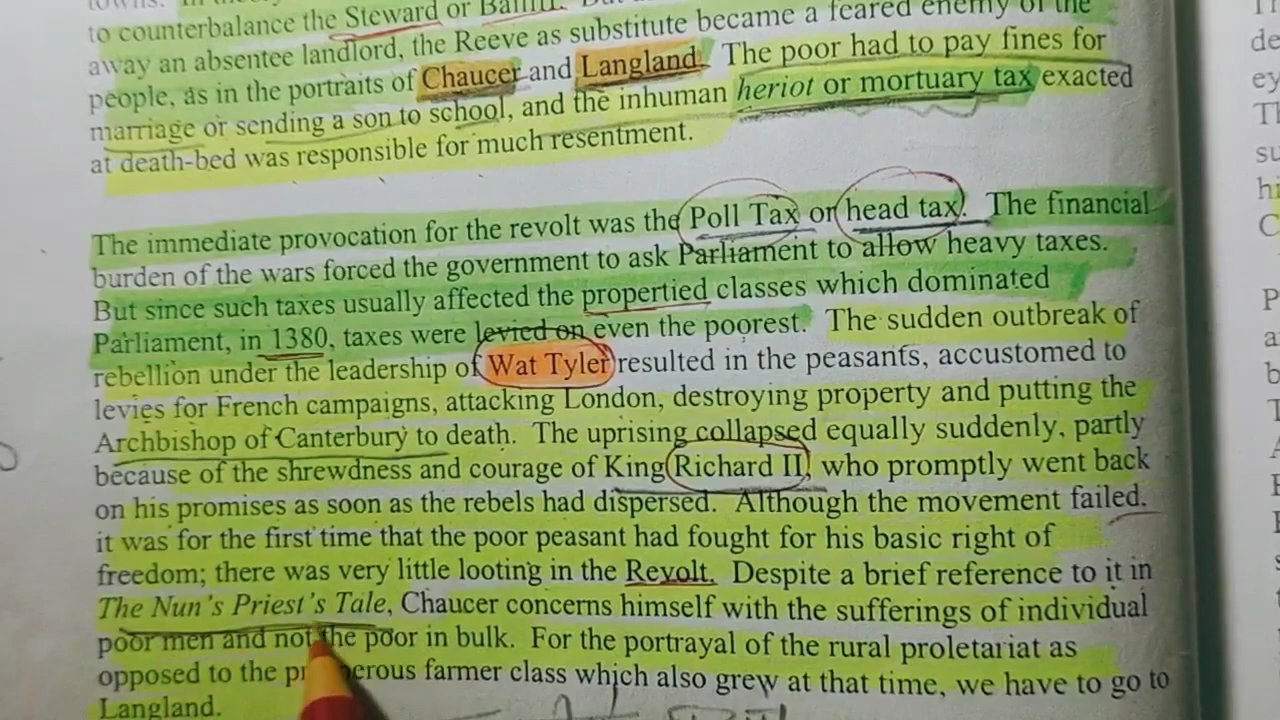 towns. In
to counterbalance the Steward or Bailiff. But
away an absentee landlord, the Reeve as substitute became a feared enemy of the
people, as in the portraits of Chaucer and Langland. The poor had to pay fines for
marriage or sending a son to school, and the inhuman heriot or mortuary tax exacted
at death-bed was responsible for much resentment.
The immediate provocation for the revolt was the Poll Tax or head tax. The financial
burden of the wars forced the government to ask Parliament to allow heavy taxes.
But since such taxes usually affected the propertied classes which dominated
Parliament, in 1380, taxes were levied on even the poorest. The sudden outbreak of
rebellion under the leadership of Wat Tyler resulted in the peasants, accustomed to
levies for French campaigns, attacking London, destroying property and putting the
Archbishop of Canterbury to death. The uprising collapsed equally suddenly, partly
because of the shrewdness and courage of King Richard II, who promptly went back
on his promises as soon as the rebels had dispersed. Although the movement failed.
it was for the first time that the poor peasant had fought for his basic right of
freedom; there was very little looting in the Revolt. Despite a brief reference to it in
The Nun's Priest's Tale, Chaucer concerns himself with the sufferings of individual
poor men and not the poor in bulk. For the portrayal of the rural proletariat as
opposed to the pr erous farmer class which also grew at that time, we have to go to
Langland.